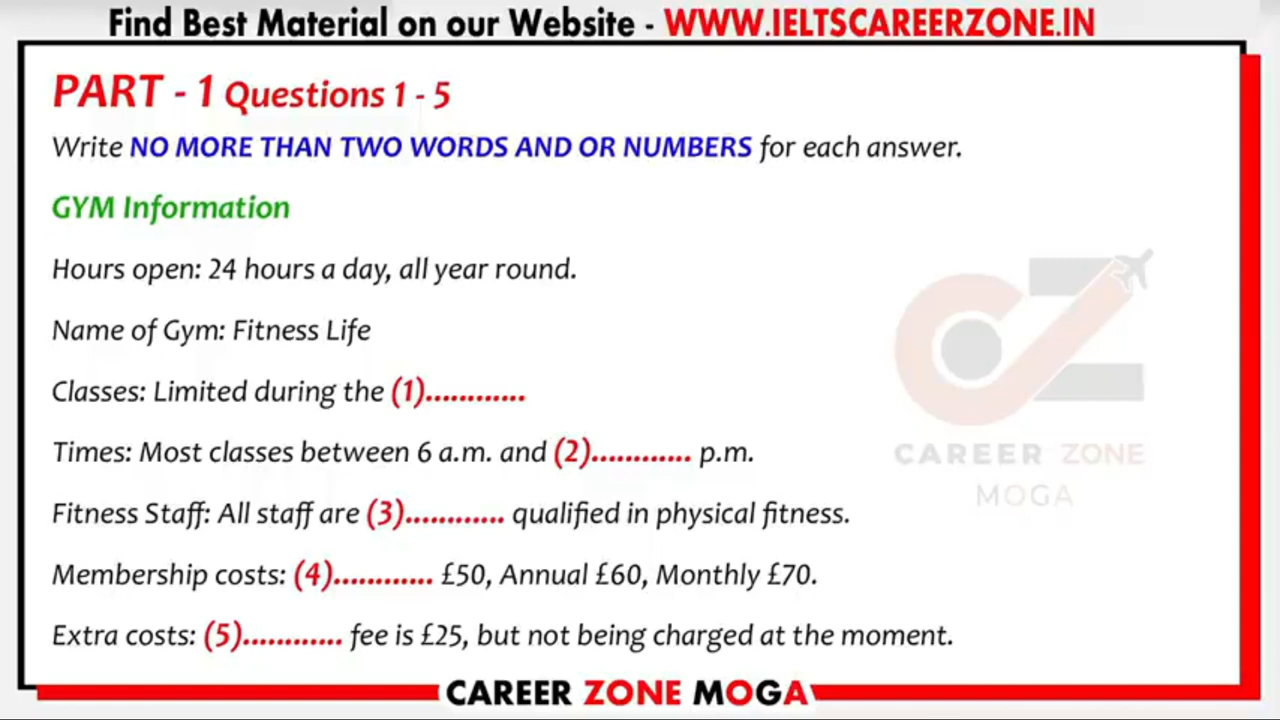 Find Best Material on our Website - WWW.IELTSCAREERZONE.IN
PART - 1 Questions 1 - 5
Write NO MORE THAN TWO WORDS AND OR NUMBERS for each answer.
GYM Information
Hours open: 24 hours a day, all year round.
Name of Gym: Fitness Life
Classes: Limited during the (1)............
Times: Most classes between 6 a.m. and (2)............ p.m.
Fitness Staff: All staff are (3)............ qualified in physical fitness.
Membership costs: (4)............ £50, Annual £60, Monthly £70.
Extra costs: (5)............ fee is £25, but not being charged at the moment.
CAREER ZONE
MOGA
CAREER ZONE MOGA